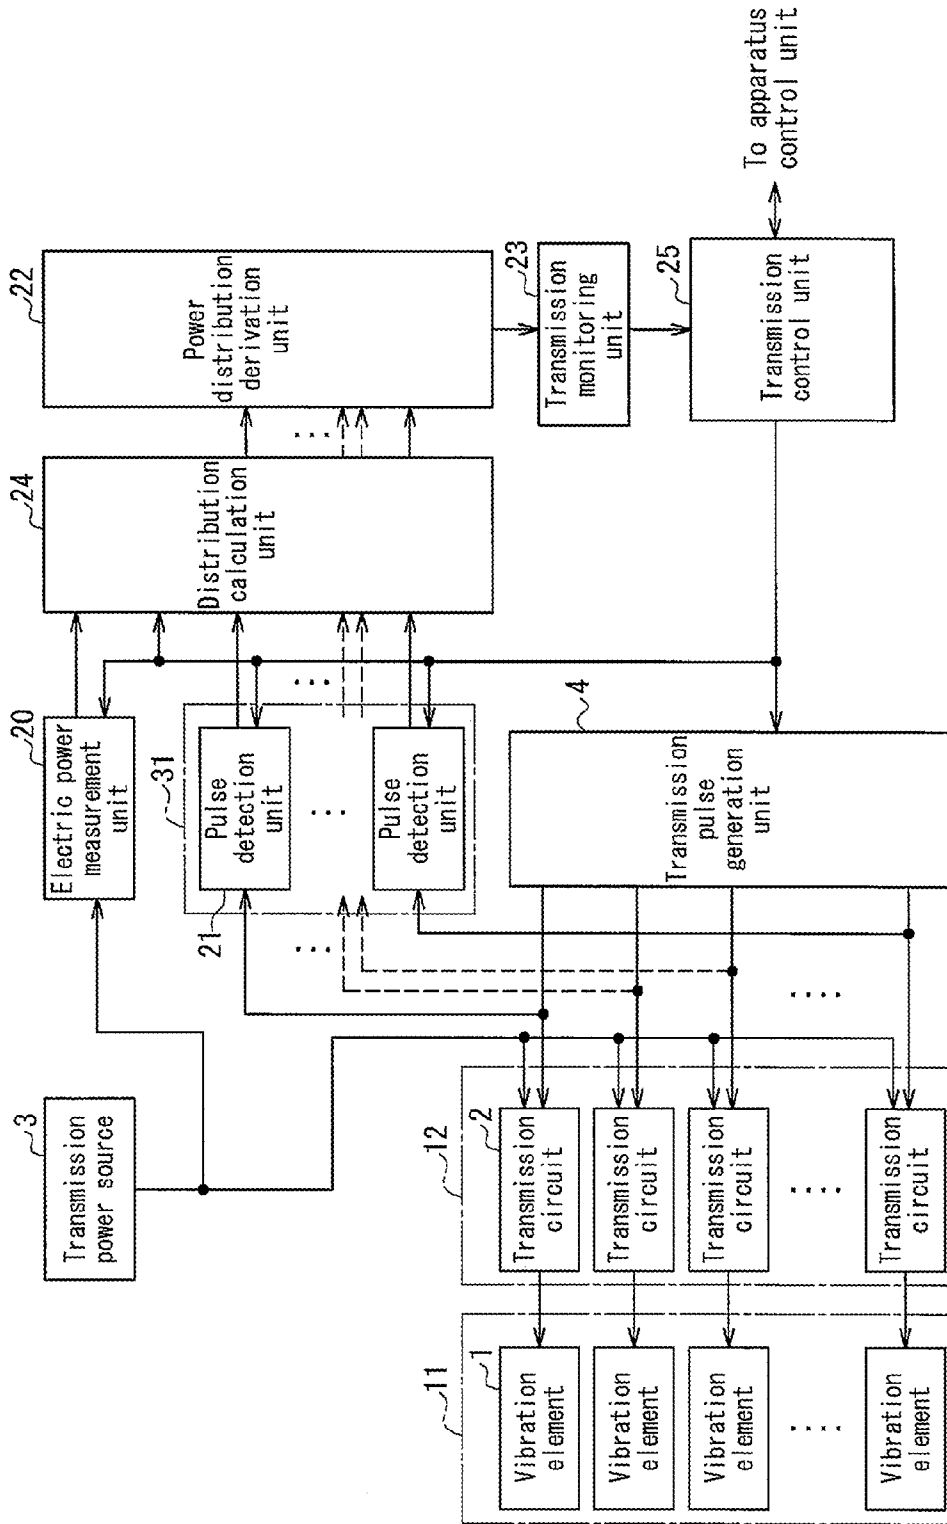 3
Transmission
power source
20
Electric power
measurement
unit
24
Distribution
calculation
unit
22
Power
distribution
derivation
unit
31
Pulse
detection
unit
21
Pulse
detection
unit
23
Transmission
monitoring
unit
25
Transmission
control unit
To apparatus
control unit
4
Transmission
pulse
generation
unit
11
1
Vibration
element
Vibration
element
Vibration
element
Vibration
element
12
2
Transmission
circuit
Transmission
circuit
Transmission
circuit
Transmission
circuit